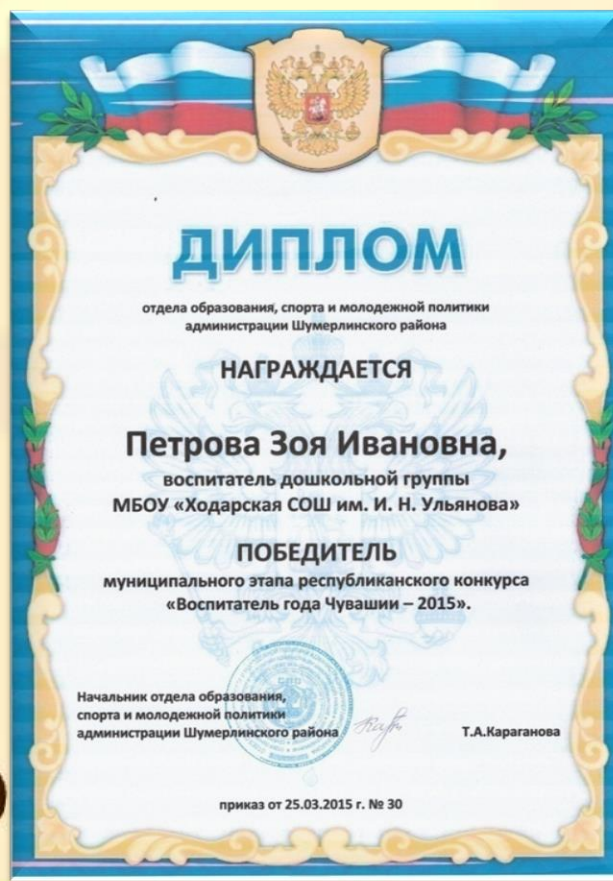 ДИПЛОМ
отдела образования, спорта и молодежной политики
администрации Шумерлинского района
НАГРАЖДАЕТСЯ
Петрова Зоя Ивановна,
воспитатель дошкольной группы
МБОУ «Ходарская СОШ им. И. Н. Ульянова»
ПОБЕДИТЕЛЬ
муниципального этапа республиканского конкурса
«Воспитатель года Чувашии – 2015».
Начальник отдела образования,
спорта и молодежной политики
администрации Шумерлинского района
Т.А.Караганова
приказ от 25.03.2015 г. № 30